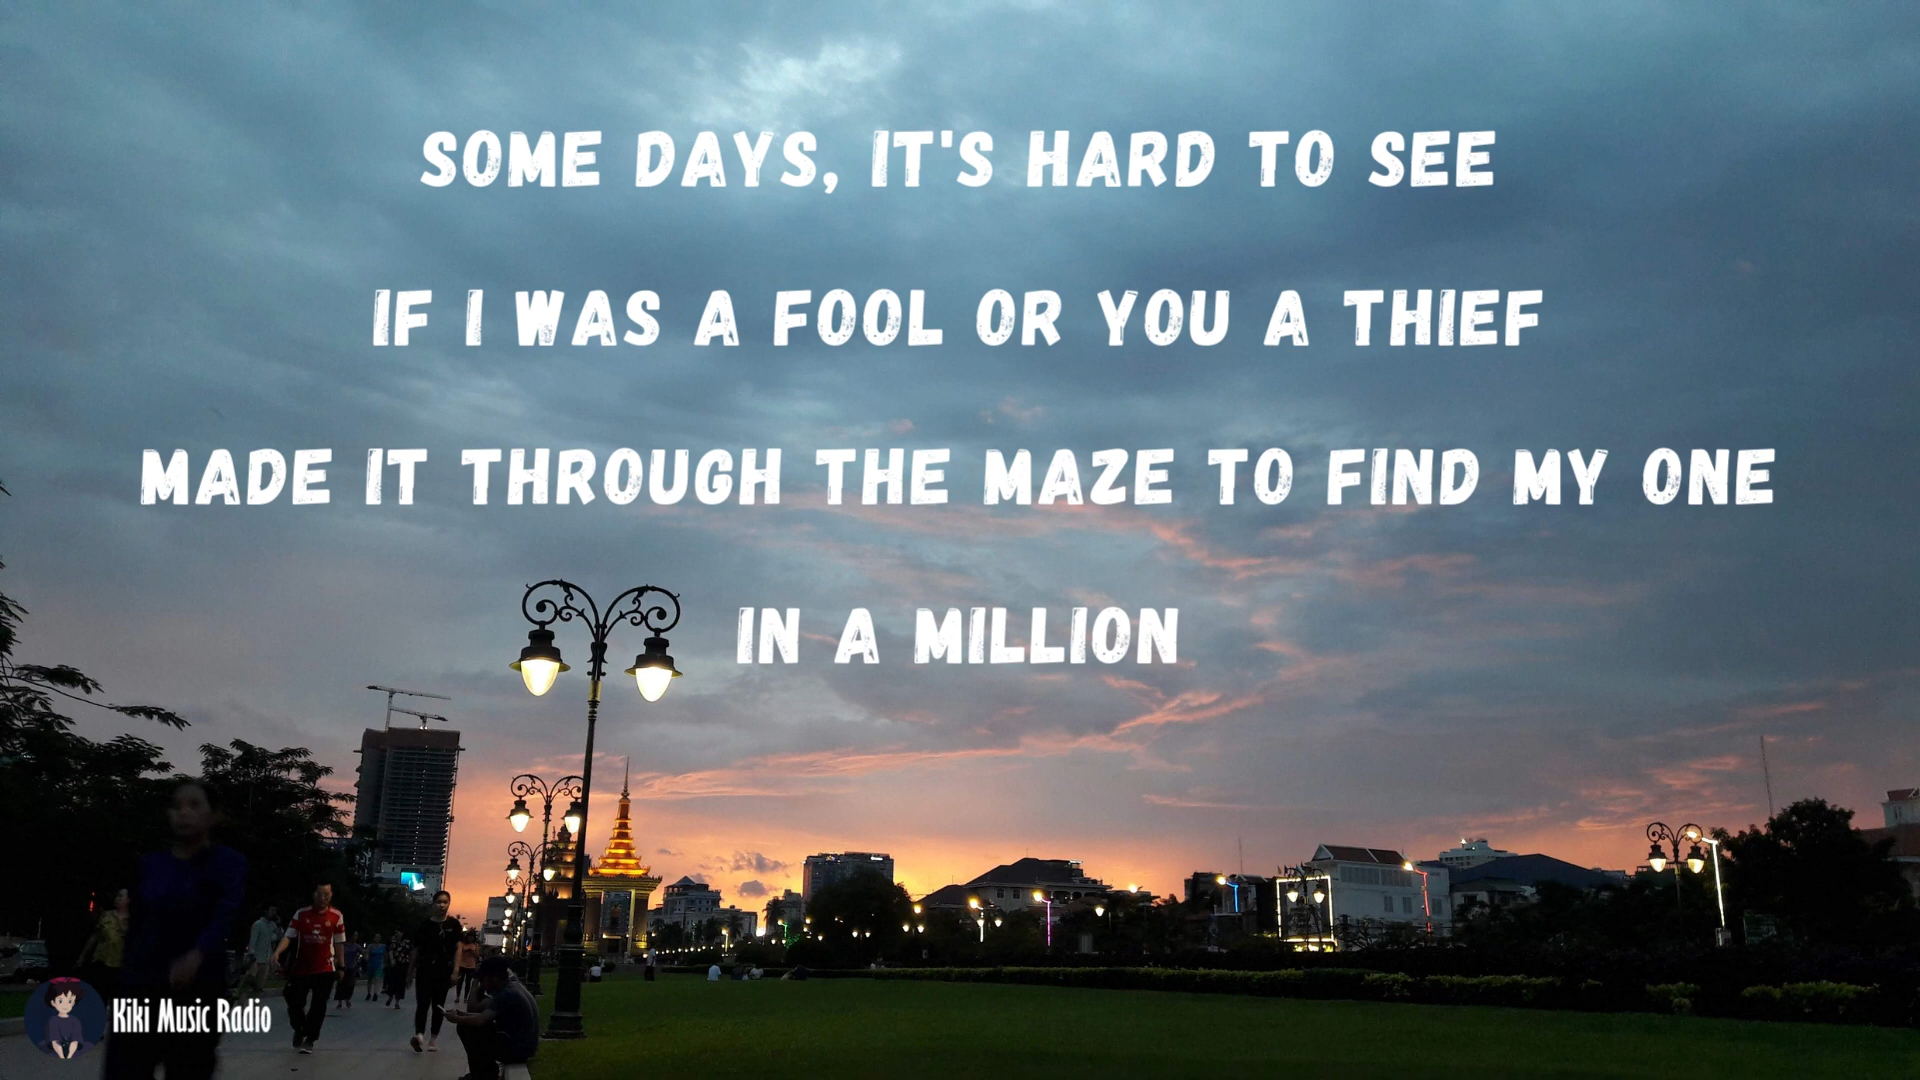 SOME DAYS, IT'S HARD TO SEE
IF I WAS A FOOL OR YOU A THIEF
MADE IT THROUGH THE MAZE TO FIND MY ONE
IN A MILLION
Kiki Music Radio